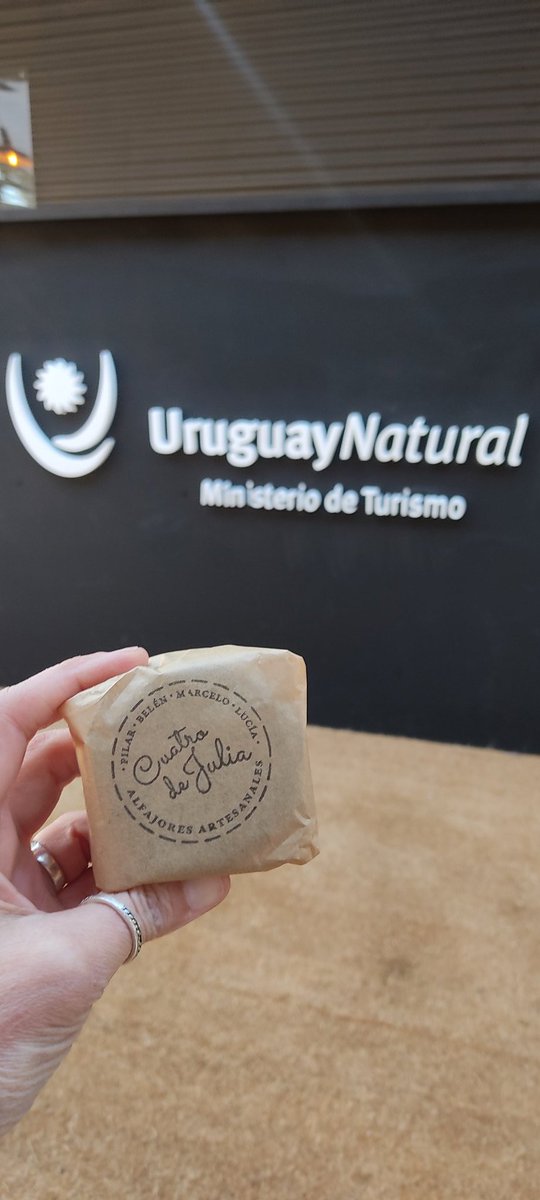 UruguayNatural
Ministerio de Turismo
· PILAR · BELÉN · MARCELO · LUCÍA ·
Cuatro
de Julia
ALFAJORES ARTESANALES